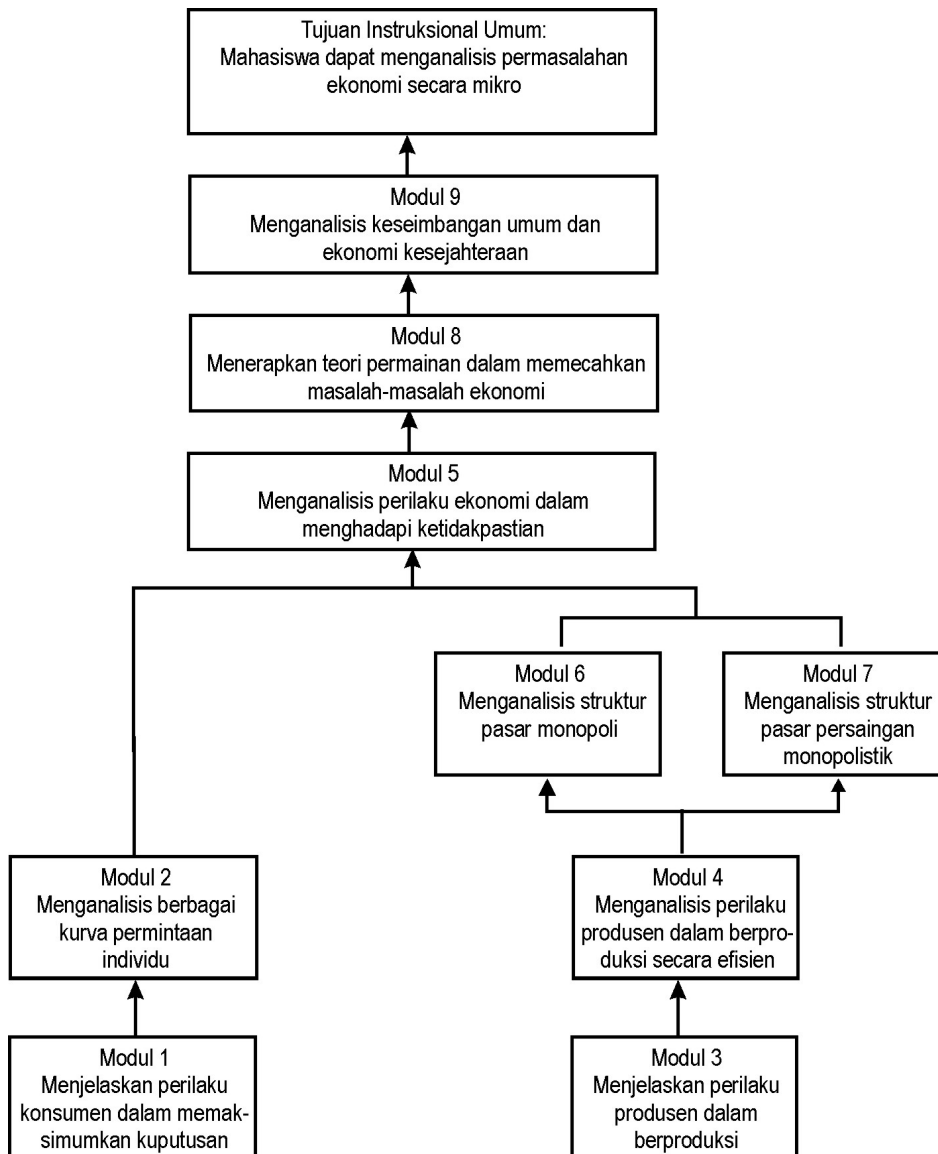 Tujuan Instruksional Umum:
Mahasiswa dapat menganalisis permasalahan
ekonomi secara mikro
Modul 9
Menganalisis keseimbangan umum dan
ekonomi kesejahteraan
Modul 8
Menerapkan teori permainan dalam memecahkan
masalah-masalah ekonomi
Modul 5
Menganalisis perilaku ekonomi dalam
menghadapi ketidakpastian
Modul 6
Menganalisis struktur
pasar monopoli
Modul 7
Menganalisis struktur
pasar persaingan
monopolistik
Modul 2
Menganalisis berbagai
kurva permintaan
individu
Modul 4
Menganalisis perilaku
produsen dalam berpro-
duksi secara efisien
Modul 1
Menjelaskan perilaku
konsumen dalam memak-
simumkan kuputusan
Modul 3
Menjelaskan perilaku
produsen dalam
berproduksi